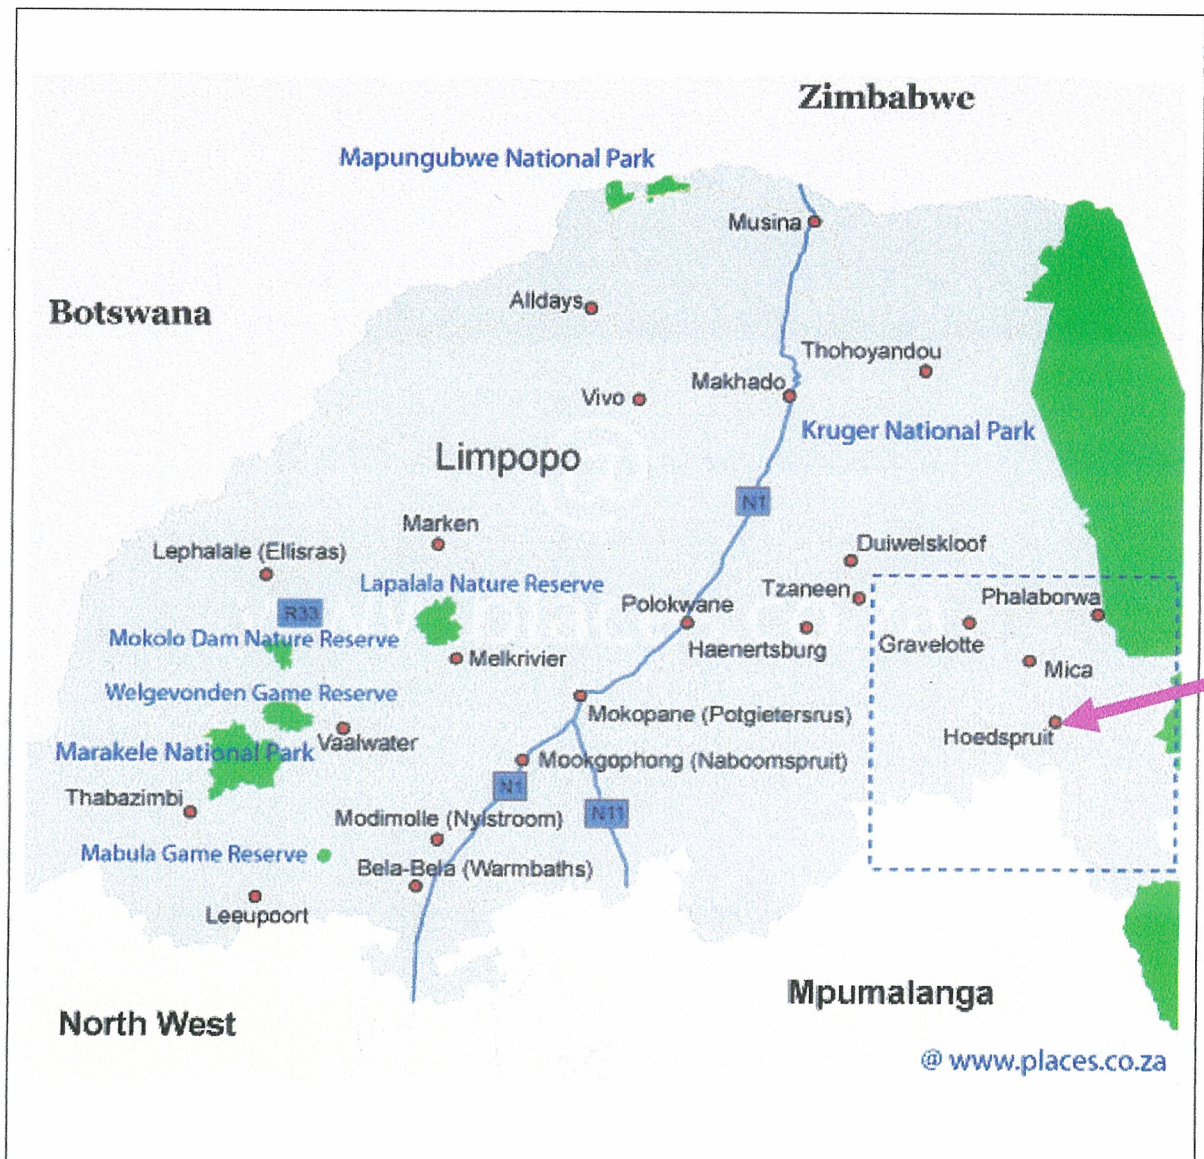 Zimbabwe
Mapungubwe National Park
Musina
Alldays
Botswana
Thohoyandou
Makhado
Vivo
Kruger National Park
Limpopo
N1
Marken
Duiwelskloof
Lephalale (Ellisras)
Lapalala Nature Reserve
Tzaneen
Phalaborwa
R33
Polokwane
Mokolo Dam Nature Reserve
Haenertsburg
Gravelotte
Melkrivier
Mica
Welgevonden Game Reserve
Mokopane (Potgietersrus)
Hoedspruit
Vaalwater
Marakele National Park
Mookgophong (Naboomspruit)
N1
Thabazimbi
N11
Modimolle (Nylstroom)
Mabula Game Reserve
Bela-Bela (Warmbaths)
Leeupoort
Mpumalanga
North West
@ www.places.co.za